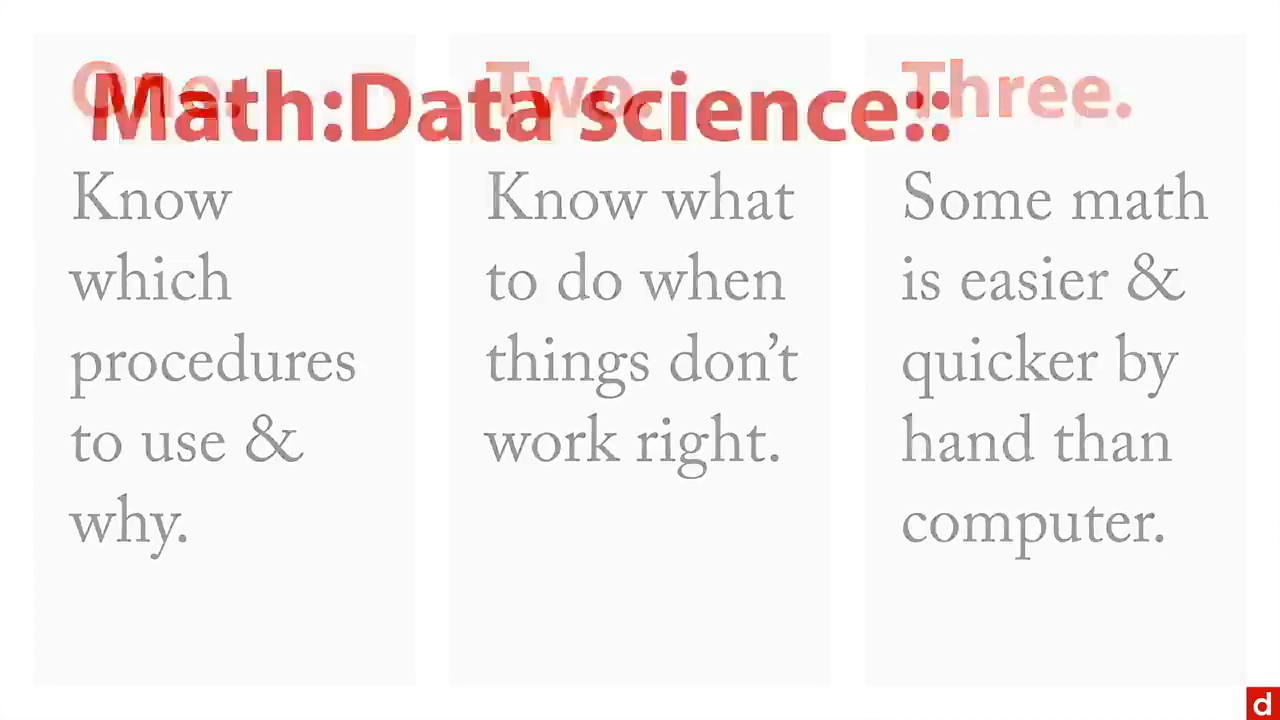 Math:Data science::
One.
Know
which
procedures
to use &
why.
Two.
Know what
to do when
things don't
work right.
Three.
Some math
is easier &
quicker by
hand than
computer.
d